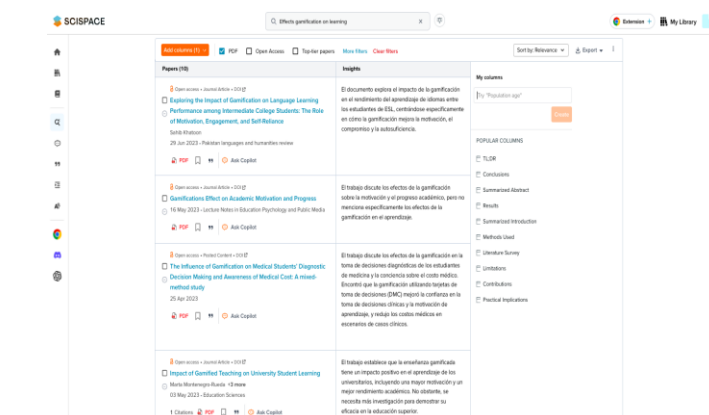 SCISPACE
Effects gamification on learning
Extension +
My Library
Add columns (1)
PDF
Open Access
Top-tier papers
More filters
Clear filters
Sort by: Relevance
Export
Papers (10)
Insights
Open access • Journal Article • DOI
Exploring the Impact of Gamification on Language Learning
Performance among Intermediate College Students: The Role
of Motivation, Engagement, and Self-Reliance
Sahib Khatoon
29 Jun 2023 - Pakistan languages and humanities review
PDF
Ask Copilot
El documento explora el impacto de la gamificación
en el rendimiento del aprendizaje de idiomas entre
los estudiantes de ESL, centrándose específicamente
en cómo la gamificación mejora la motivación, el
compromiso y la autosuficiencia.
Open access • Journal Article • DOI
Gamifications Effect on Academic Motivation and Progress
16 May 2023 - Lecture Notes in Education Psychology and Public Media
PDF
Ask Copilot
El trabajo discute los efectos de la gamificación
sobre la motivación y el progreso académico, pero no
menciona específicamente los efectos de la
gamificación en el aprendizaje.
Open access • Posted Content • DOI
The Influence of Gamification on Medical Students' Diagnostic
Decision Making and Awareness of Medical Cost: A mixed-
method study
25 Apr 2023
PDF
Ask Copilot
El trabajo discute los efectos de la gamificación en la
toma de decisiones diagnósticas de los estudiantes
de medicina y la conciencia sobre el costo médico.
Encontró que la gamificación utilizando tarjetas de
toma de decisiones (DMC) mejoró la confianza en la
toma de decisiones clínicas y la motivación de
aprendizaje, y redujo los costos médicos en
escenarios de casos clínicos.
Open access • Journal Article • DOI
Impact of Gamified Teaching on University Student Learning
Marta Montenegro-Rueda +3 more
03 May 2023 - Education Sciences
1 Citations
PDF
Ask Copilot
El trabajo establece que la enseñanza gamificada
tiene un impacto positivo en el aprendizaje de los
universitarios, incluyendo una mayor motivación y un
mejor rendimiento académico. No obstante, se
necesita más investigación para demostrar su
eficacia en la educación superior.
My columns
Try "Population age"
Create
POPULAR COLUMNS
TL;DR
Conclusions
Summarized Abstract
Results
Summarized Introduction
Methods Used
Literature Survey
Limitations
Contributions
Practical Implications